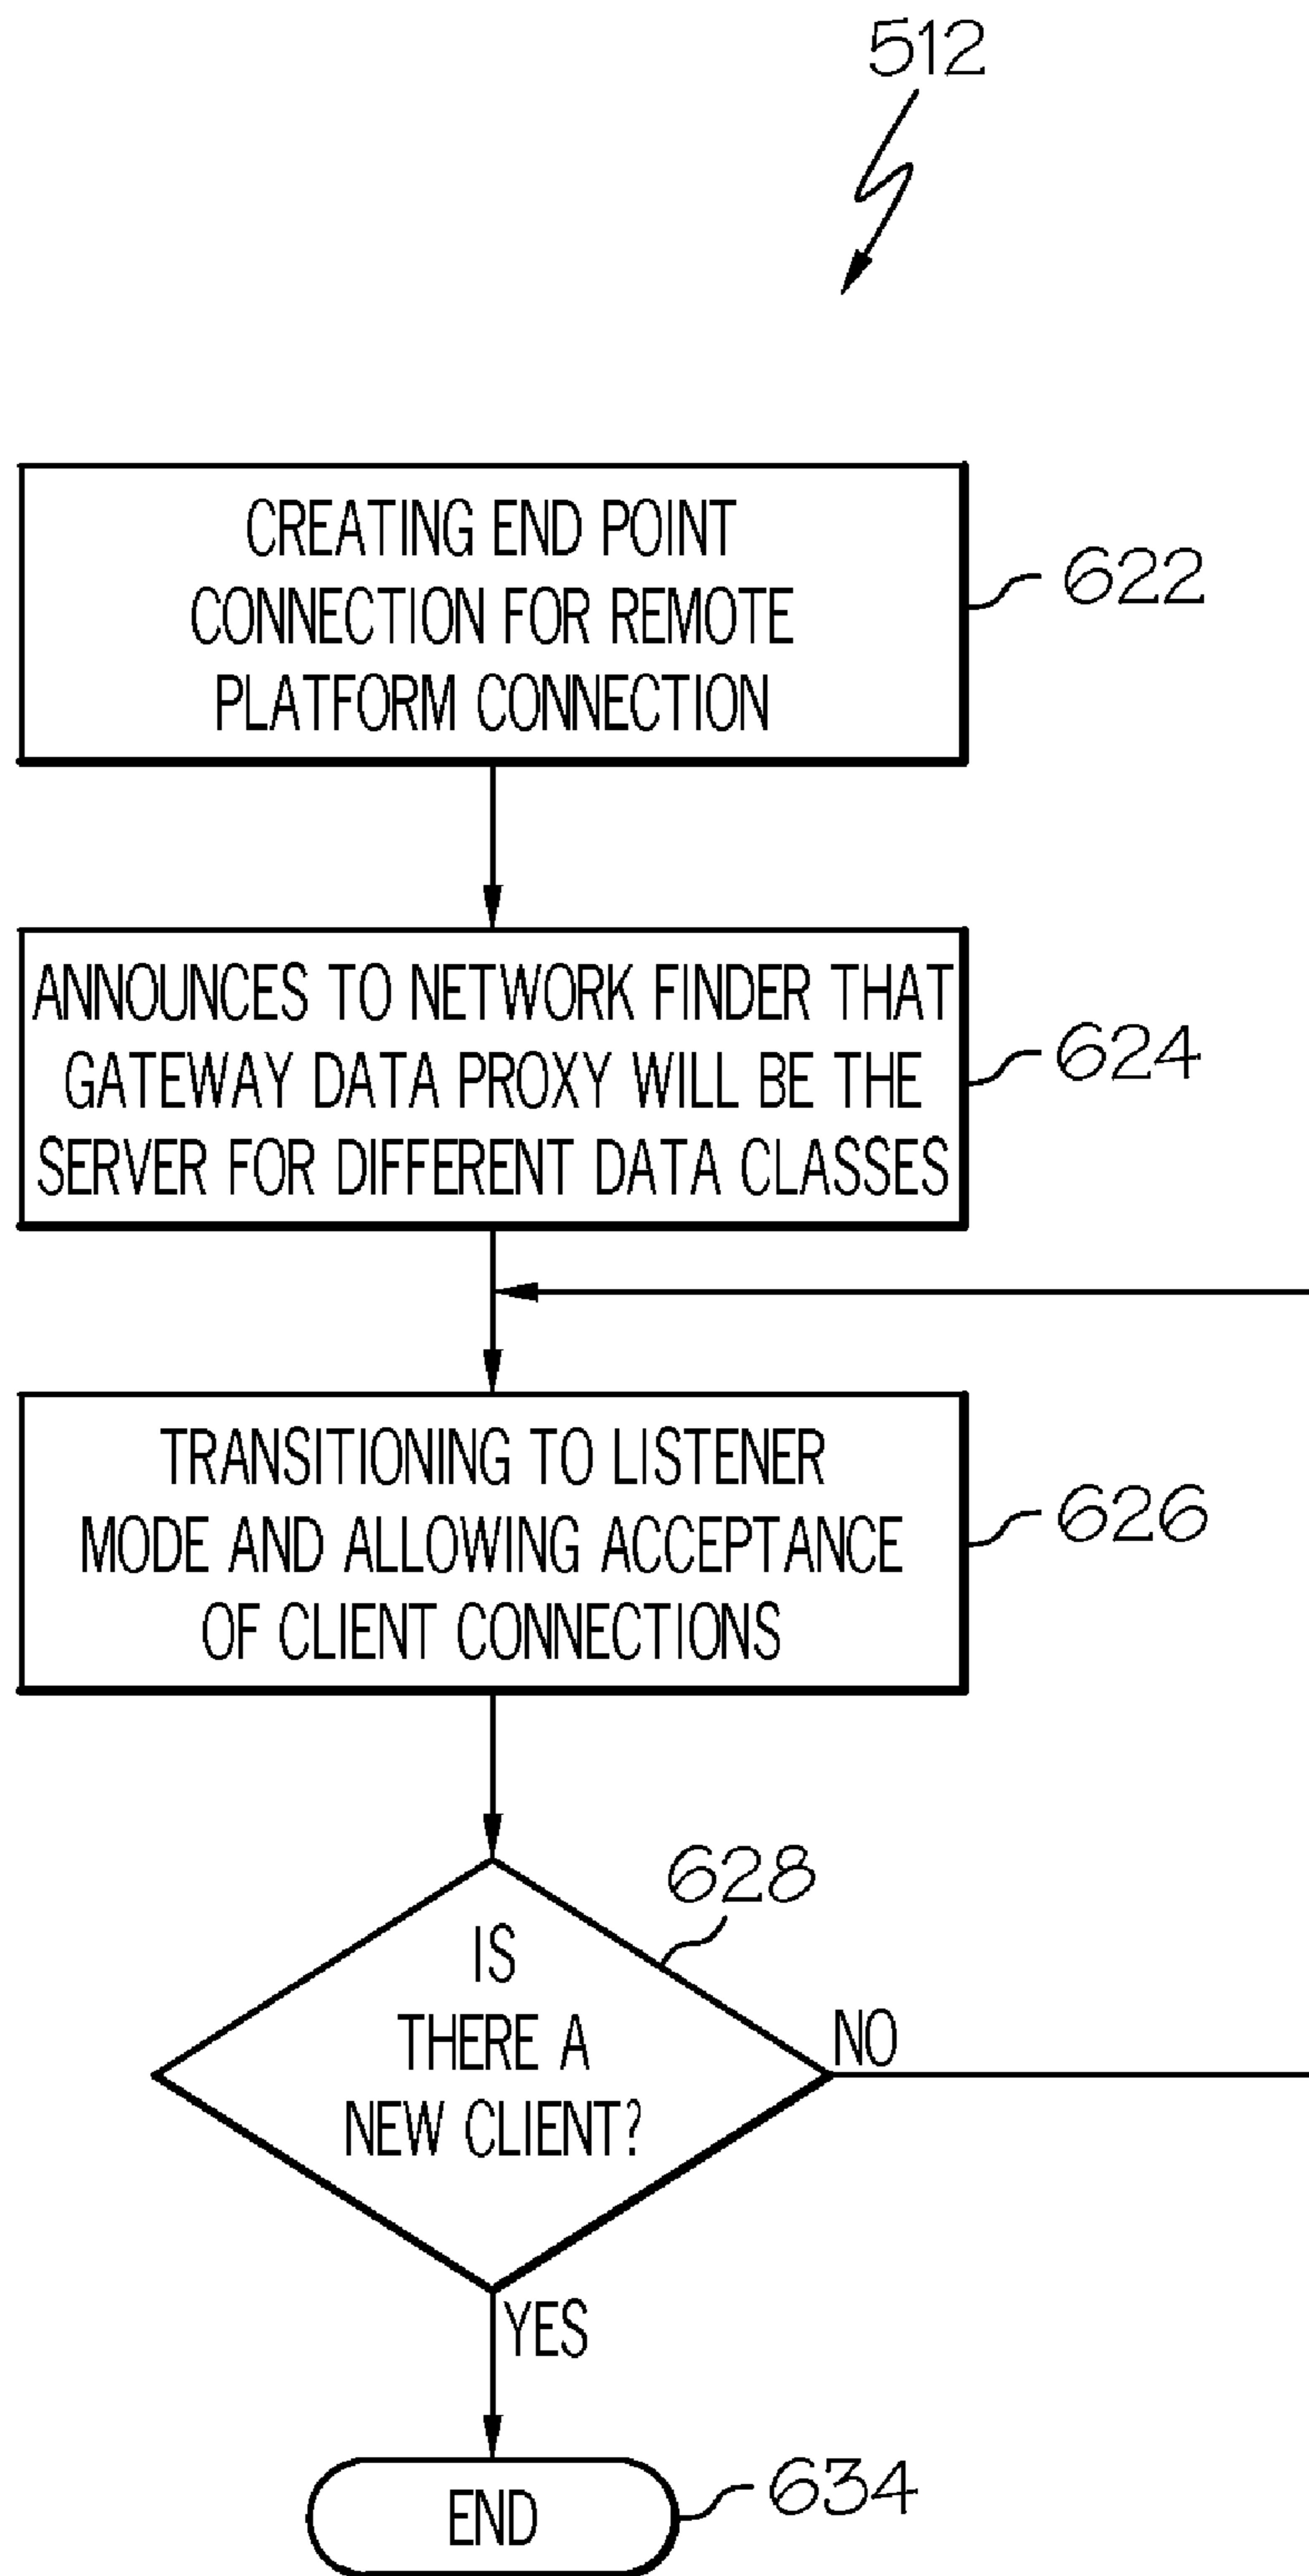 512
CREATING END POINT
CONNECTION FOR REMOTE
PLATFORM CONNECTION
622
ANNOUNCES TO NETWORK FINDER THAT
GATEWAY DATA PROXY WILL BE THE
SERVER FOR DIFFERENT DATA CLASSES
624
TRANSITIONING TO LISTENER
MODE AND ALLOWING ACCEPTANCE
OF CLIENT CONNECTIONS
626
628
IS
THERE A
NEW CLIENT?
NO
YES
END
634